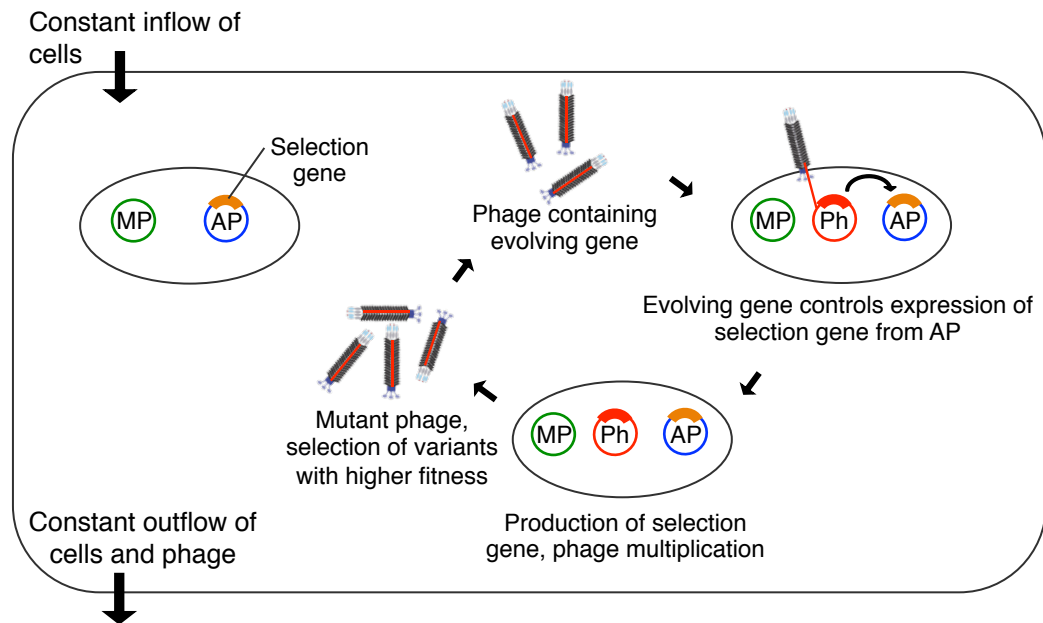 Constant inflow of
cells
Selection
gene
MP
AP
Phage containing
evolving gene
MP
Ph
AP
Evolving gene controls expression of
selection gene from AP
Mutant phage,
selection of variants
with higher fitness
MP
Ph
AP
Production of selection
gene, phage multiplication
Constant outflow of
cells and phage